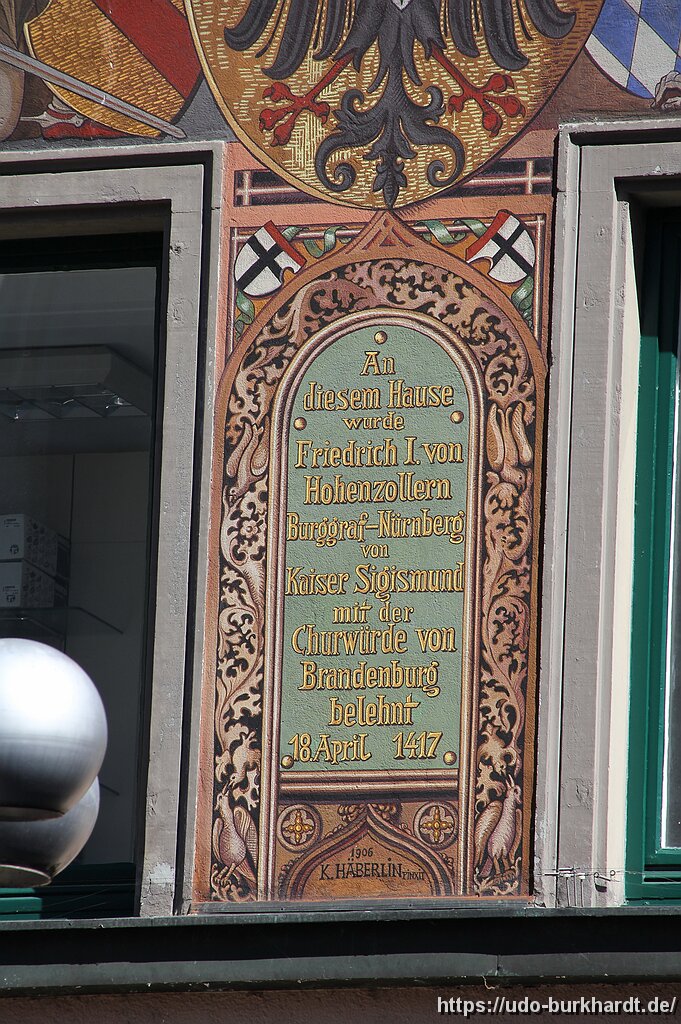 An
diesem Hause
wurde
Friedrich I. von
Hohenzollern
Burggraf-Nürnberg
von
Kaiser Sigismund
mit der
Churwürde von
Brandenburg
belehnt
18. April 1417
1906
K. HÄBERLIN PINXIT
https://udo-burkhardt.de/